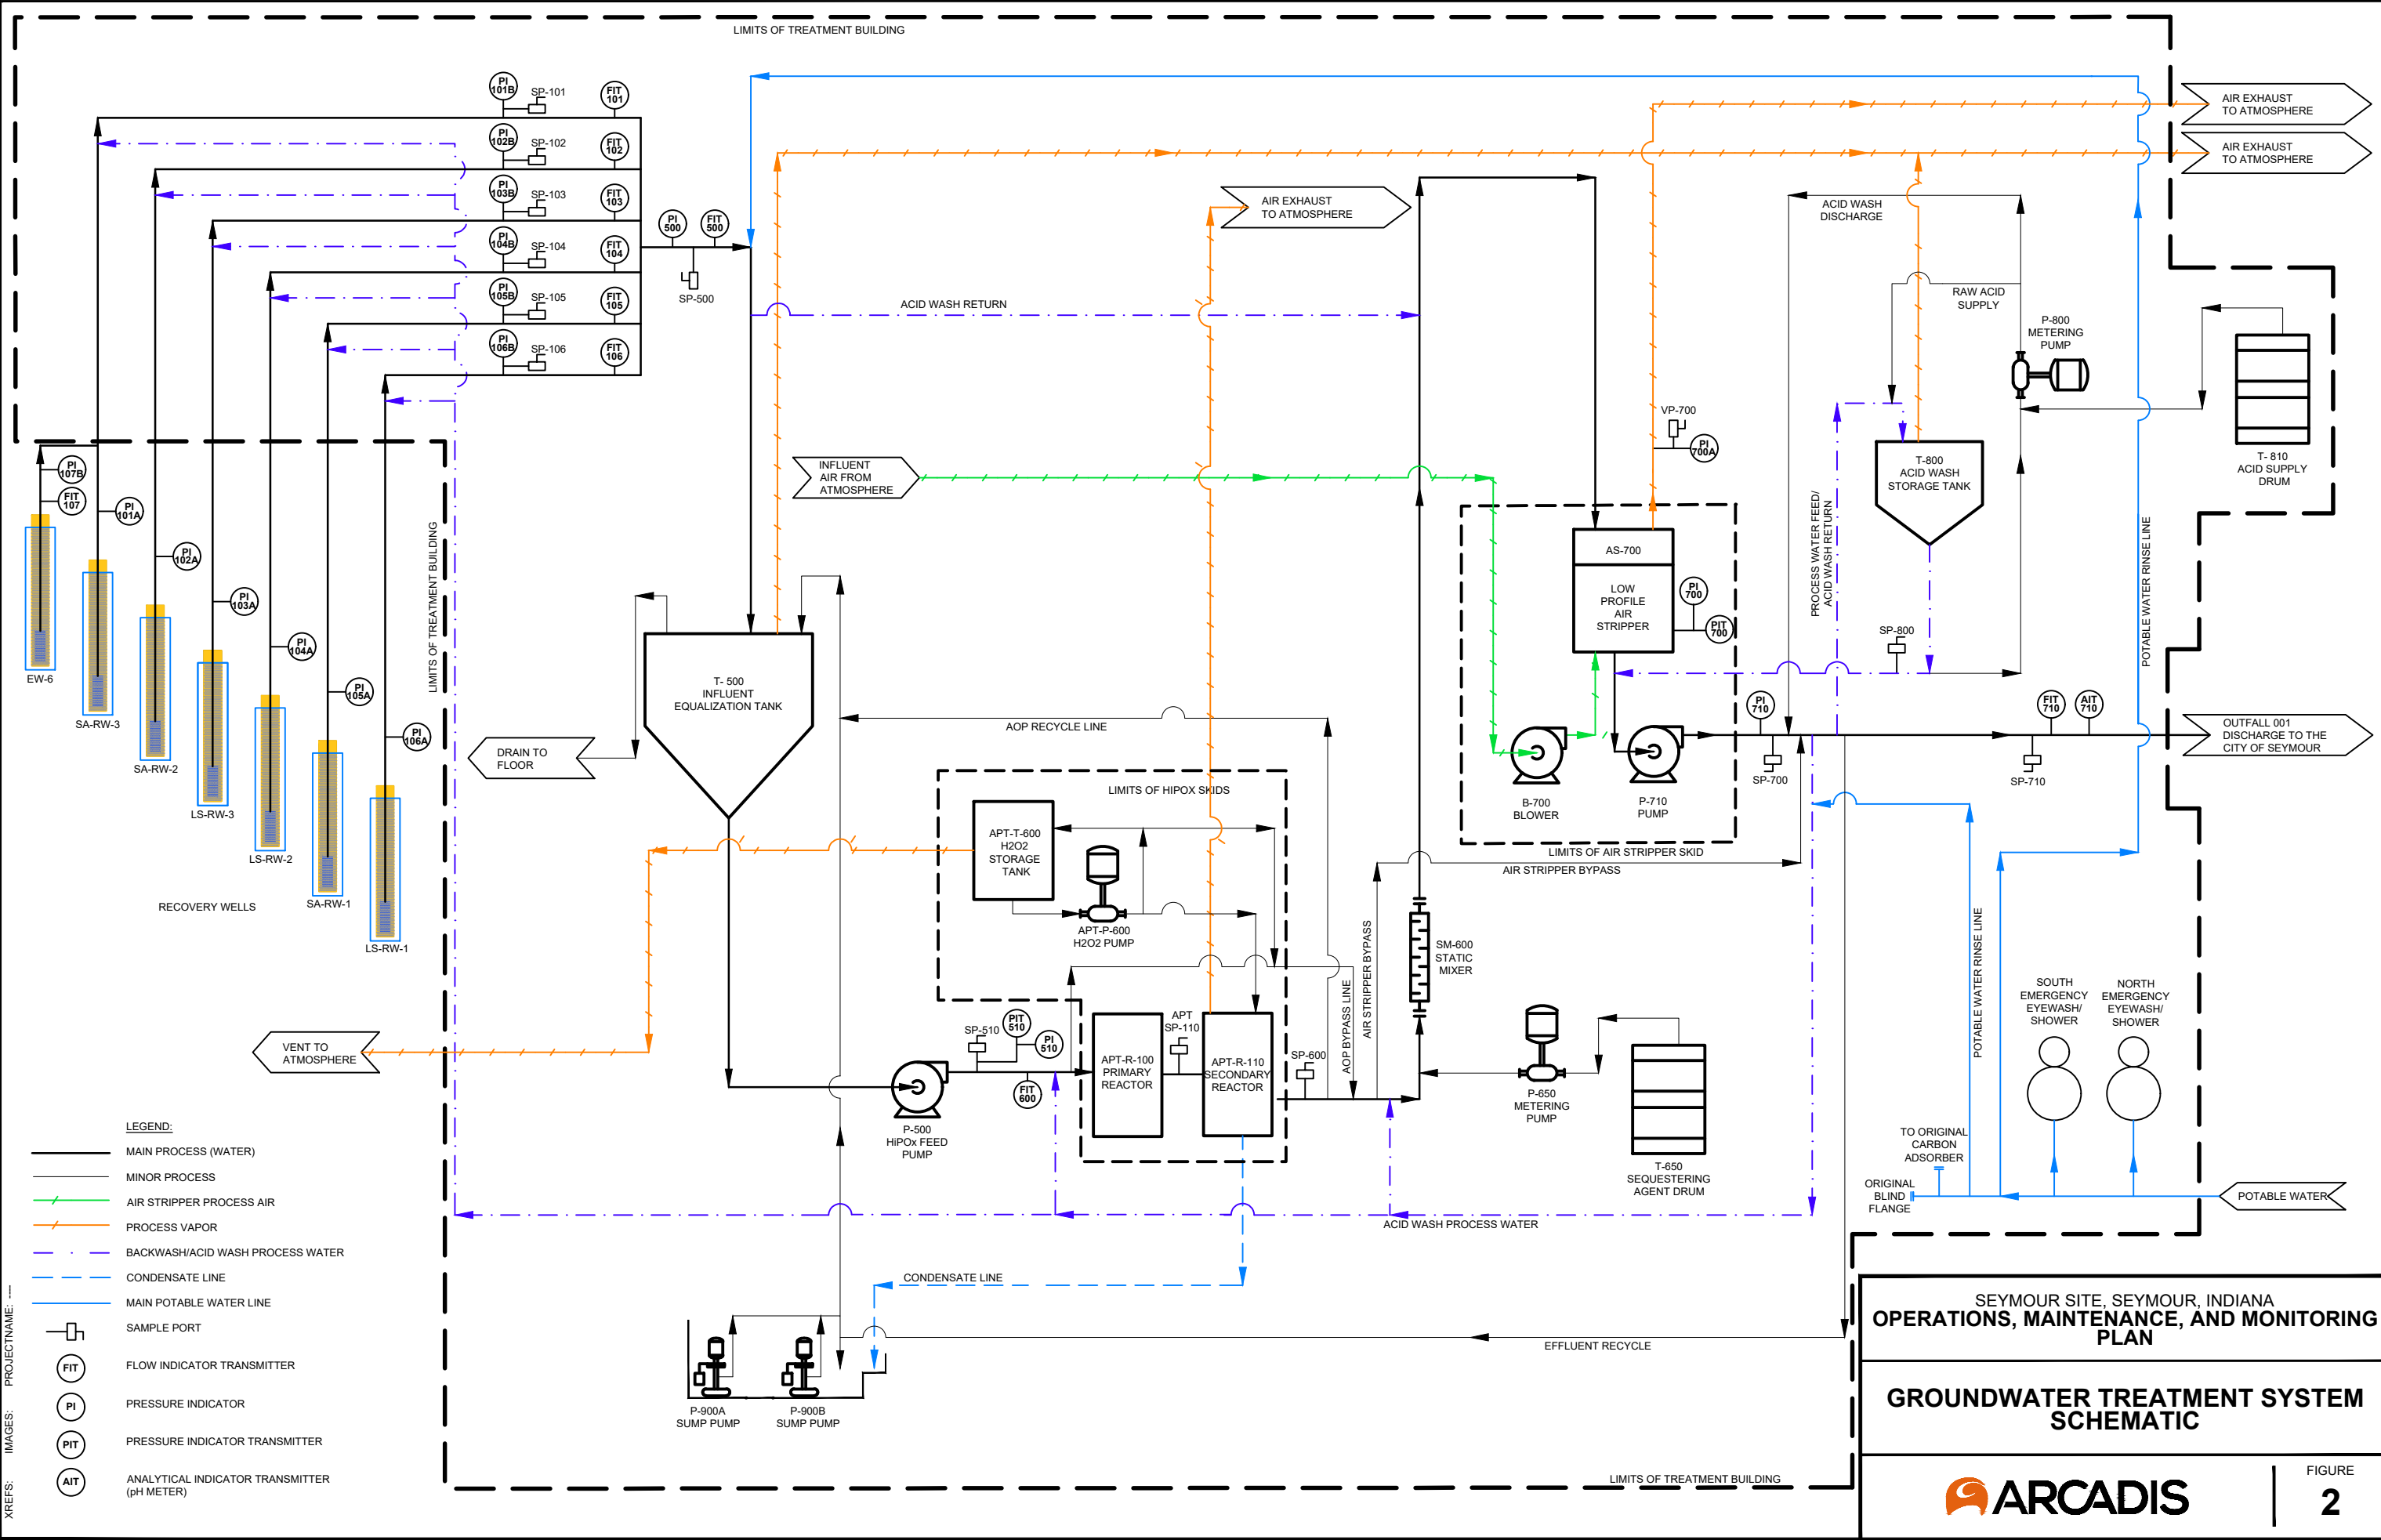 LIMITS OF TREATMENT BUILDING
PI
101B
SP-101
FIT
101
PI
102B
SP-102
FIT
102
PI
103B
SP-103
FIT
103
PI
104B
SP-104
FIT
104
PI
105B
SP-105
FIT
105
PI
106B
SP-106
FIT
106
PI
500
FIT
500
SP-500
AIR EXHAUST
TO ATMOSPHERE
AIR EXHAUST
TO ATMOSPHERE
AIR EXHAUST
TO ATMOSPHERE
ACID WASH
DISCHARGE
RAW ACID
SUPPLY
P-800
METERING
PUMP
T- 810
ACID SUPPLY
DRUM
ACID WASH RETURN
INFLUENT
AIR FROM
ATMOSPHERE
VP-700
PI
700A
T-800
ACID WASH
STORAGE TANK
PROCESS WATER FEED/
ACID WASH RETURN
POTABLE WATER RINSE LINE
PI
107B
FIT
107
PI
101A
PI
102A
PI
103A
PI
104A
PI
105A
PI
106A
EW-6
SA-RW-3
SA-RW-2
LS-RW-3
LS-RW-2
SA-RW-1
LS-RW-1
RECOVERY WELLS
LIMITS OF TREATMENT BUILDING
AS-700
LOW
PROFILE
AIR
STRIPPER
PI
700
PIT
700
SP-800
T- 500
INFLUENT
EQUALIZATION TANK
AOP RECYCLE LINE
DRAIN TO
FLOOR
B-700
BLOWER
P-710
PUMP
LIMITS OF AIR STRIPPER SKID
PI
710
SP-700
FIT
710
AIT
710
SP-710
OUTFALL 001
DISCHARGE TO THE
CITY OF SEYMOUR
LIMITS OF HIPOX SKIDS
APT-T-600
H2O2
STORAGE
TANK
APT-P-600
H2O2 PUMP
AIR STRIPPER BYPASS
AIR STRIPPER BYPASS
AOP BYPASS LINE
SM-600
STATIC
MIXER
POTABLE WATER RINSE LINE
SOUTH
EMERGENCY
EYEWASH/
SHOWER
NORTH
EMERGENCY
EYEWASH/
SHOWER
VENT TO
ATMOSPHERE
SP-510
PIT
510
PI
510
FIT
600
P-500
HiPOx FEED
PUMP
APT-R-100
PRIMARY
REACTOR
APT
SP-110
APT-R-110
SECONDARY
REACTOR
SP-600
P-650
METERING
PUMP
T-650
SEQUESTERING
AGENT DRUM
TO ORIGINAL
CARBON
ADSORBER
ORIGINAL
BLIND
FLANGE
POTABLE WATER
ACID WASH PROCESS WATER
CONDENSATE LINE
EFFLUENT RECYCLE
P-900A
SUMP PUMP
P-900B
SUMP PUMP
LIMITS OF TREATMENT BUILDING
LEGEND:
MAIN PROCESS (WATER)
MINOR PROCESS
AIR STRIPPER PROCESS AIR
PROCESS VAPOR
BACKWASH/ACID WASH PROCESS WATER
CONDENSATE LINE
MAIN POTABLE WATER LINE
SAMPLE PORT
FIT
FLOW INDICATOR TRANSMITTER
PI
PRESSURE INDICATOR
PIT
PRESSURE INDICATOR TRANSMITTER
AIT
ANALYTICAL INDICATOR TRANSMITTER
(pH METER)
XREFS: IMAGES: PROJECTNAME: ----
SEYMOUR SITE, SEYMOUR, INDIANA
OPERATIONS, MAINTENANCE, AND MONITORING
PLAN
GROUNDWATER TREATMENT SYSTEM
SCHEMATIC
ARCADIS
FIGURE
2